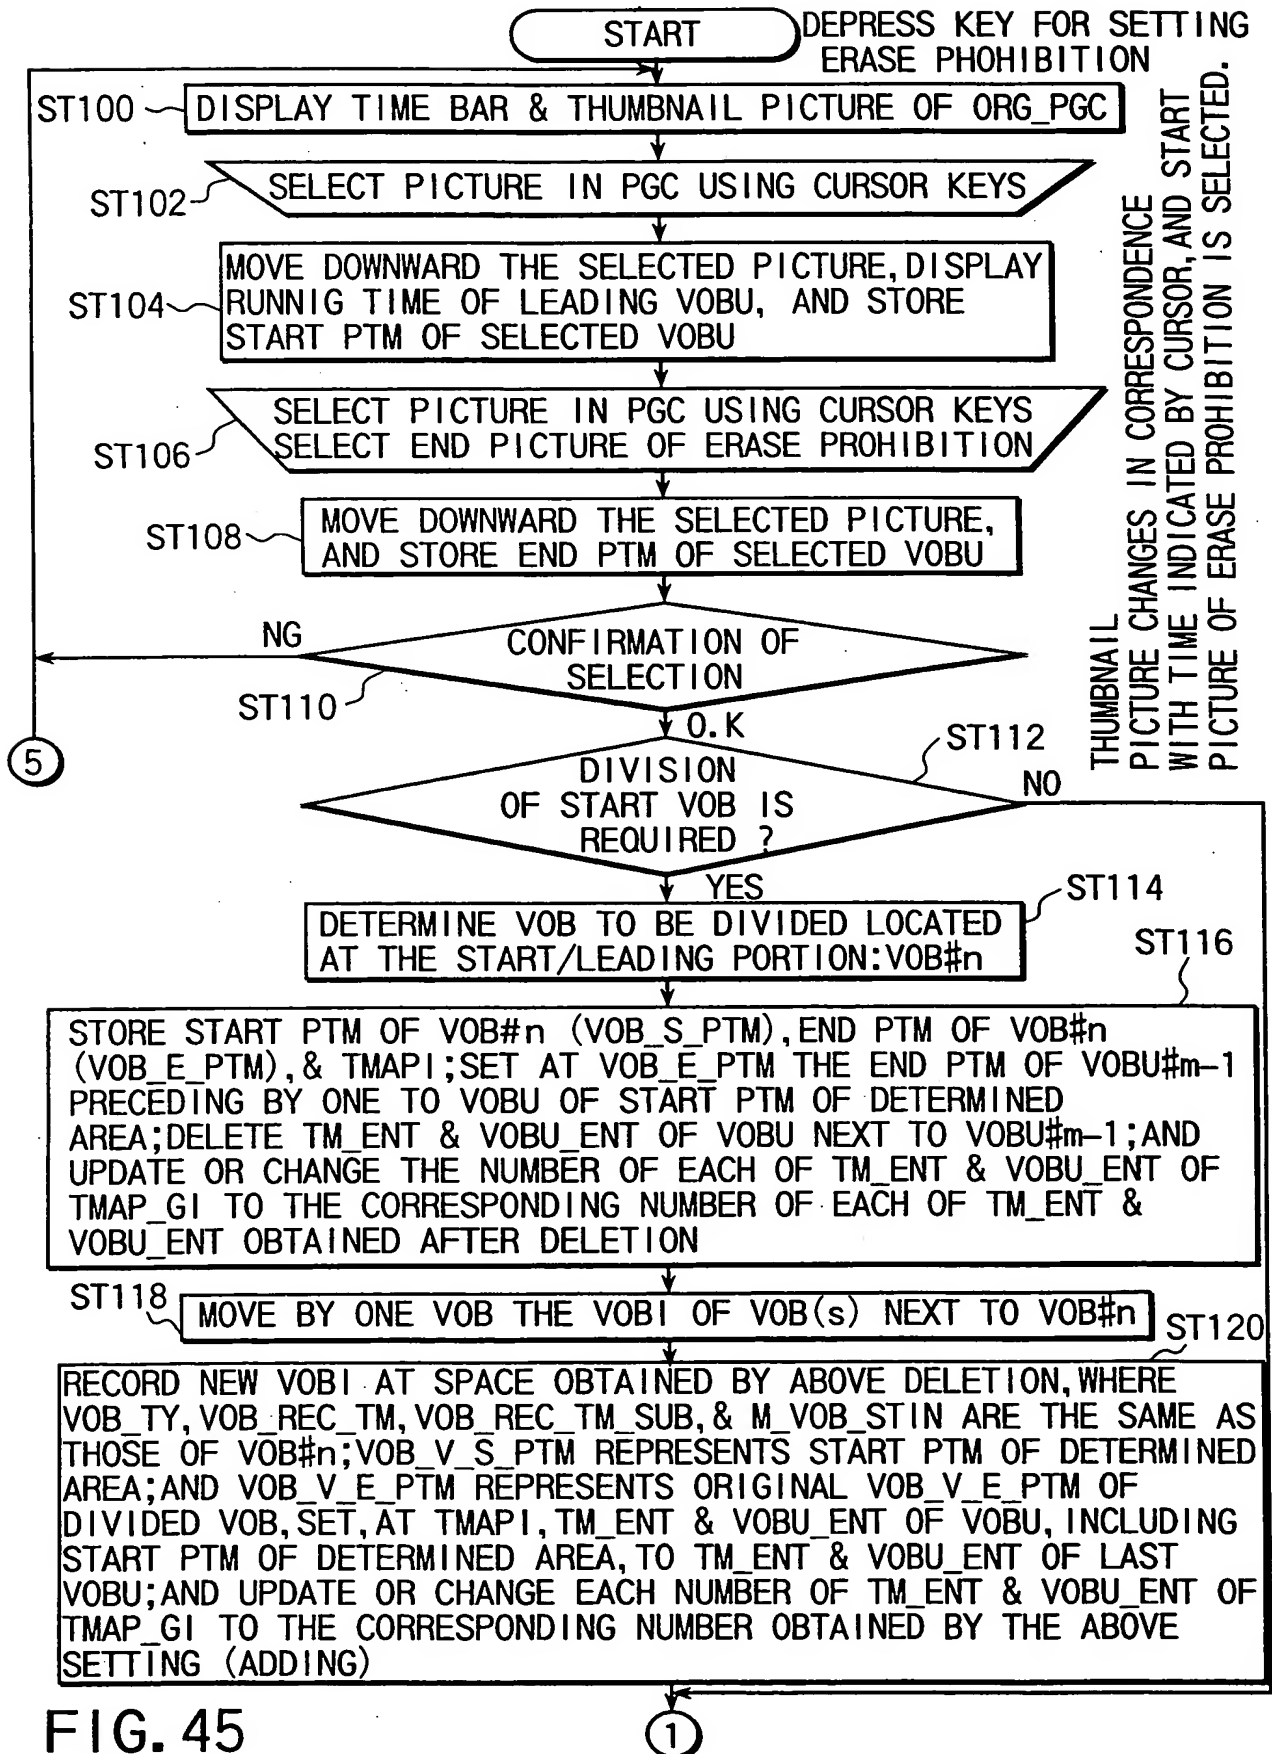 START
DEPRESS KEY FOR SETTING
ERASE PHOHIBITION
ST100
DISPLAY TIME BAR & THUMBNAIL PICTURE OF ORG_PGC
ST102
SELECT PICTURE IN PGC USING CURSOR KEYS
ST104
MOVE DOWNWARD THE SELECTED PICTURE, DISPLAY
RUNNIG TIME OF LEADING VOBU, AND STORE
START PTM OF SELECTED VOBU
ST106
SELECT PICTURE IN PGC USING CURSOR KEYS
SELECT END PICTURE OF ERASE PROHIBITION
ST108
MOVE DOWNWARD THE SELECTED PICTURE,
AND STORE END PTM OF SELECTED VOBU
THUMBNAIL
PICTURE CHANGES IN CORRESPONDENCE
WITH TIME INDICATED BY CURSOR, AND START
PICTURE OF ERASE PROHIBITION IS SELECTED.
NG
CONFIRMATION OF
SELECTION
ST110
O.K
5
ST112
DIVISION
OF START VOB IS
REQUIRED ?
NO
YES
ST114
DETERMINE VOB TO BE DIVIDED LOCATED
AT THE START/LEADING PORTION:VOB#n
ST116
STORE START PTM OF VOB#n (VOB_S_PTM), END PTM OF VOB#n
(VOB_E_PTM), & TMAPI;SET AT VOB_E_PTM THE END PTM OF VOBU#m-1
PRECEDING BY ONE TO VOBU OF START PTM OF DETERMINED
AREA;DELETE TM_ENT & VOBU_ENT OF VOBU NEXT TO VOBU#m-1;AND
UPDATE OR CHANGE THE NUMBER OF EACH OF TM_ENT & VOBU_ENT OF
TMAP_GI TO THE CORRESPONDING NUMBER OF EACH OF TM_ENT &
VOBU_ENT OBTAINED AFTER DELETION
ST118
MOVE BY ONE VOB THE VOBI OF VOB(s) NEXT TO VOB#n
ST120
RECORD NEW VOBI AT SPACE OBTAINED BY ABOVE DELETION, WHERE
VOB_TY, VOB_REC_TM, VOB_REC_TM_SUB, & M_VOB_STIN ARE THE SAME AS
THOSE OF VOB#n;VOB_V_S_PTM REPRESENTS START PTM OF DETERMINED
AREA;AND VOB_V_E_PTM REPRESENTS ORIGINAL VOB_V_E_PTM OF
DIVIDED VOB, SET, AT TMAPI, TM_ENT & VOBU_ENT OF VOBU, INCLUDING
START PTM OF DETERMINED AREA, TO TM_ENT & VOBU_ENT OF LAST
VOBU;AND UPDATE OR CHANGE EACH NUMBER OF TM_ENT & VOBU_ENT OF
TMAP_GI TO THE CORRESPONDING NUMBER OBTAINED BY THE ABOVE
SETTING (ADDING)
1
FIG. 45